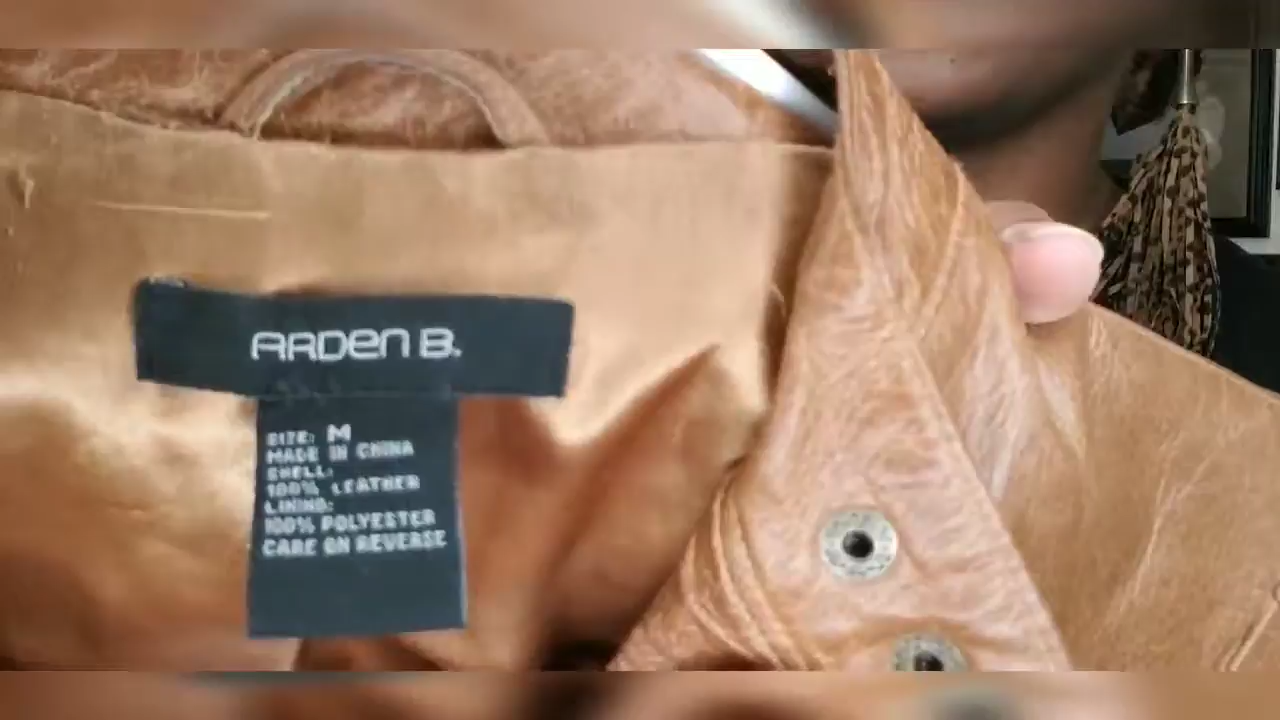 ARDEN B.
SIZE: M
MADE IN CHINA
SHELL:
100% LEATHER
LINING:
100% POLYESTER
CARE ON REVERSE